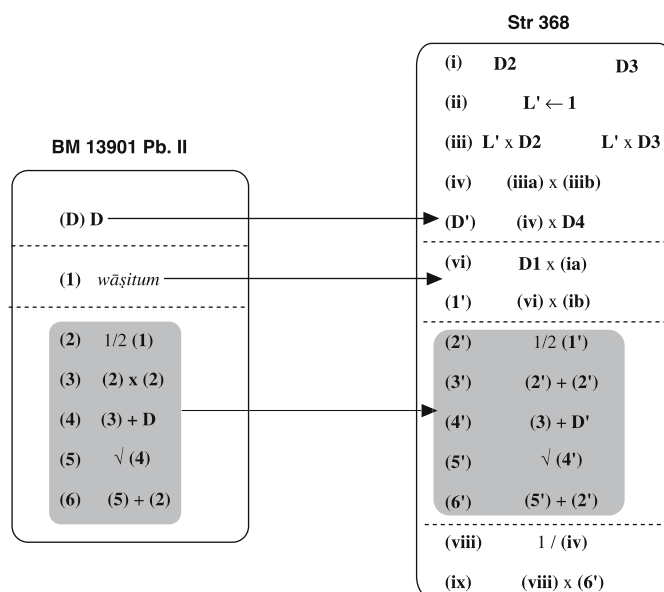 Str 368
(i) D2 D3
(ii) L' ← 1
(iii) L' x D2 L' x D3
(iv) (iiia) x (iiib)
(D') (iv) x D4
(vi) D1 x (ia)
(1') (vi) x (ib)
(2') 1/2 (1')
(3') (2') + (2')
(4') (3) + D'
(5') √ (4')
(6') (5') + (2')
(viii) 1 / (iv)
(ix) (viii) x (6')
BM 13901 Pb. II
(D) D
(1) wāṣitum
(2) 1/2 (1)
(3) (2) x (2)
(4) (3) + D
(5) √ (4)
(6) (5) + (2)